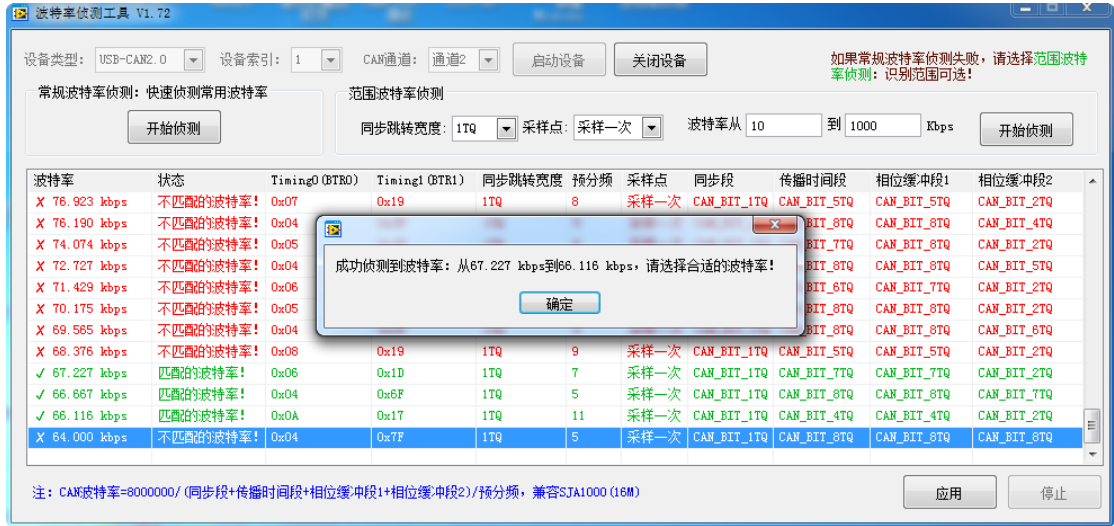 波特率侦测工具 V1.72
设备类型: USB-CAN2.0 设备索引: 1 CAN通道: 通道2 启动设备 关闭设备
如果常规波特率侦测失败，请选择范围波特率侦测：识别范围可选！
常规波特率侦测：快速侦测常用波特率
开始侦测
范围波特率侦测
同步跳转宽度: 1TQ 采样点: 采样一次 波特率从 10 到 1000 Kbps 开始侦测
波特率 状态 Timing0(BTR0) Timing1(BTR1) 同步跳转宽度 预分频 采样点 同步段 传播时间段 相位缓冲段1 相位缓冲段2
✗ 76.923 kbps 不匹配的波特率! 0x07 0x19 1TQ 8 采样一次 CAN_BIT_1TQ CAN_BIT_5TQ CAN_BIT_5TQ CAN_BIT_2TQ
✗ 76.190 kbps 不匹配的波特率! 0x04 BIT_8TQ CAN_BIT_8TQ CAN_BIT_4TQ
✗ 74.074 kbps 不匹配的波特率! 0x05 BIT_7TQ CAN_BIT_8TQ CAN_BIT_2TQ
✗ 72.727 kbps 不匹配的波特率! 0x04 BIT_8TQ CAN_BIT_8TQ CAN_BIT_5TQ
✗ 71.429 kbps 不匹配的波特率! 0x06 BIT_6TQ CAN_BIT_7TQ CAN_BIT_2TQ
✗ 70.175 kbps 不匹配的波特率! 0x05 BIT_8TQ CAN_BIT_8TQ CAN_BIT_2TQ
✗ 69.565 kbps 不匹配的波特率! 0x04 BIT_8TQ CAN_BIT_8TQ CAN_BIT_6TQ
✗ 68.376 kbps 不匹配的波特率! 0x08 0x19 1TQ 9 采样一次 CAN_BIT_1TQ CAN_BIT_5TQ CAN_BIT_5TQ CAN_BIT_2TQ
✓ 67.227 kbps 匹配的波特率! 0x06 0x1D 1TQ 7 采样一次 CAN_BIT_1TQ CAN_BIT_7TQ CAN_BIT_7TQ CAN_BIT_2TQ
✓ 66.667 kbps 匹配的波特率! 0x04 0x6F 1TQ 5 采样一次 CAN_BIT_1TQ CAN_BIT_8TQ CAN_BIT_8TQ CAN_BIT_7TQ
✓ 66.116 kbps 匹配的波特率! 0x0A 0x17 1TQ 11 采样一次 CAN_BIT_1TQ CAN_BIT_4TQ CAN_BIT_4TQ CAN_BIT_2TQ
✗ 64.000 kbps 不匹配的波特率! 0x04 0x7F 1TQ 5 采样一次 CAN_BIT_1TQ CAN_BIT_8TQ CAN_BIT_8TQ CAN_BIT_8TQ
成功侦测到波特率：从67.227 kbps到66.116 kbps，请选择合适的波特率！
确定
注: CAN波特率=8000000/(同步段+传播时间段+相位缓冲段1+相位缓冲段2)/预分频，兼容SJA1000(16M)
应用 停止